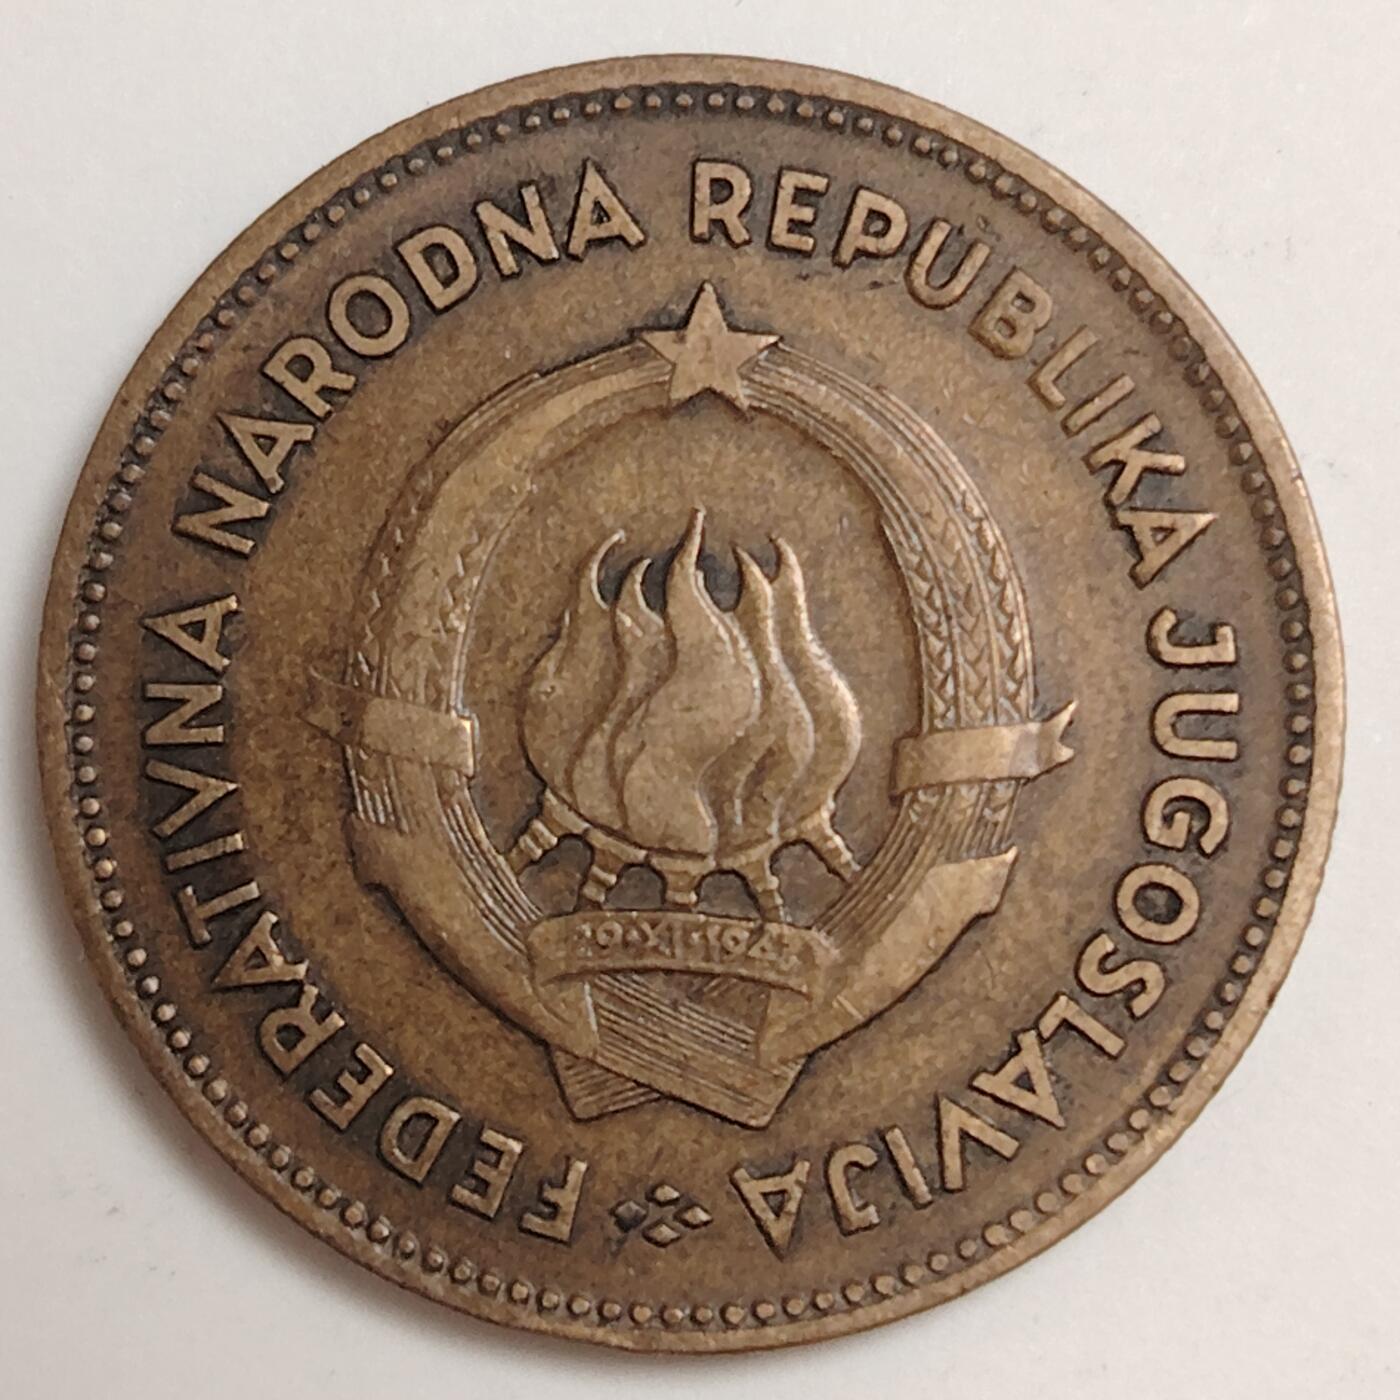 FEDERATIVNA NARODNA REPUBLIKA JUGOSLAVIJA
29·XI·1943